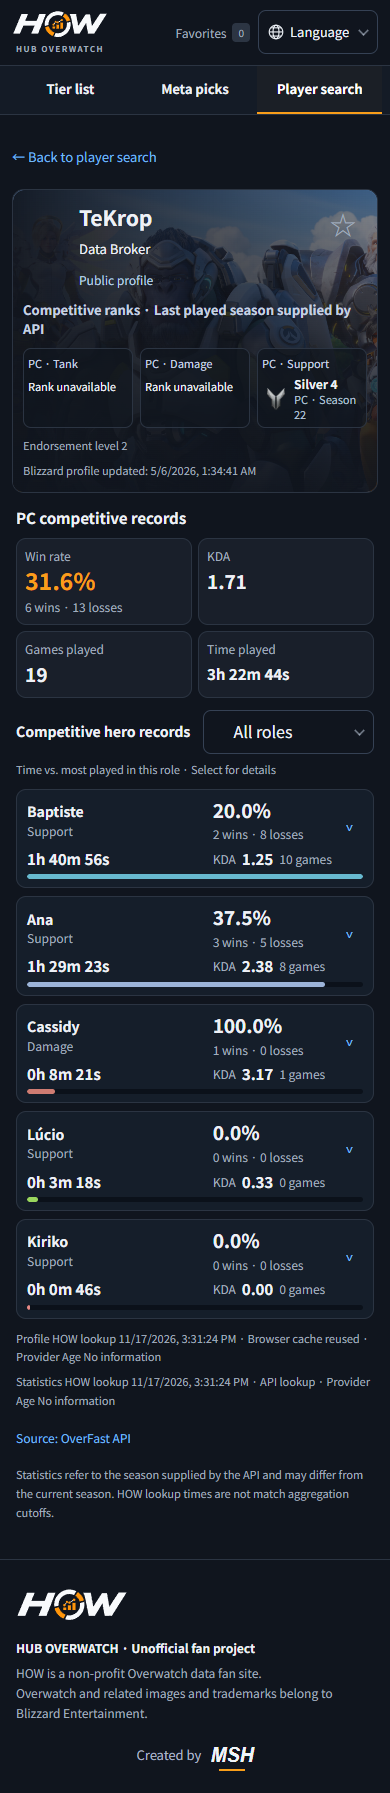 HOW
HUB OVERWATCH
Favorites 0
Language
Tier list
Meta picks
Player search
← Back to player search
TeKrop
Data Broker
Public profile
Competitive ranks · Last played season supplied by
API
PC · Tank
Rank unavailable
PC · Damage
Rank unavailable
PC · Support
Silver 4
PC · Season
22
Endorsement level 2
Blizzard profile updated: 5/6/2026, 1:34:41 AM
PC competitive records
Win rate
31.6%
6 wins · 13 losses
KDA
1.71
Games played
19
Time played
3h 22m 44s
Competitive hero records
All roles
Time vs. most played in this role · Select for details
Baptiste
Support
1h 40m 56s
20.0%
2 wins · 8 losses
KDA 1.25 10 games
v
Ana
Support
1h 29m 23s
37.5%
3 wins · 5 losses
KDA 2.38 8 games
v
Cassidy
Damage
0h 8m 21s
100.0%
1 wins · 0 losses
KDA 3.17 1 games
v
Lúcio
Support
0h 3m 18s
0.0%
0 wins · 0 losses
KDA 0.33 0 games
v
Kiriko
Support
0h 0m 46s
0.0%
0 wins · 0 losses
KDA 0.00 0 games
v
Profile HOW lookup 11/17/2026, 3:31:24 PM · Browser cache reused ·
Provider Age No information
Statistics HOW lookup 11/17/2026, 3:31:24 PM · API lookup · Provider
Age No information
Source: OverFast API
Statistics refer to the season supplied by the API and may differ from
the current season. HOW lookup times are not match aggregation
cutoffs.
HOW
HUB OVERWATCH · Unofficial fan project
HOW is a non-profit Overwatch data fan site.
Overwatch and related images and trademarks belong to
Blizzard Entertainment.
Created by MSH